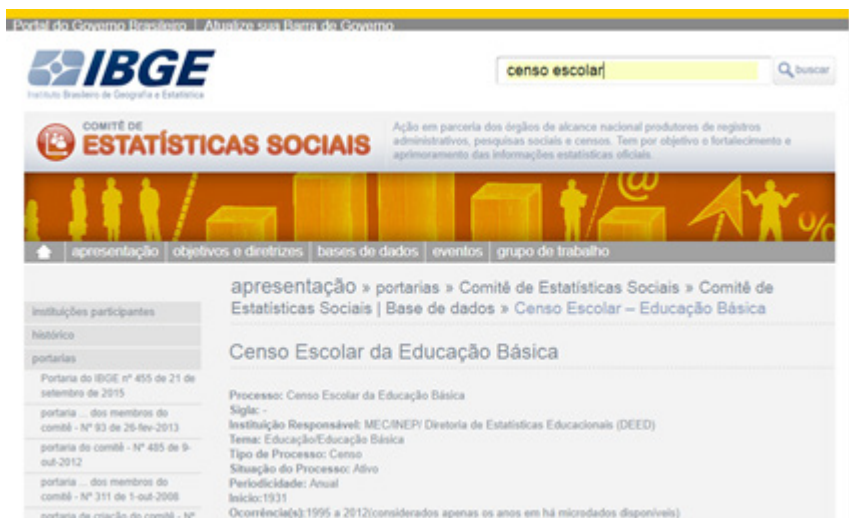 Portal do Governo Brasileiro | Atualize sua Barra de Governo
IBGE
Instituto Brasileiro de Geografia e Estatística
censo escolar
buscar
COMITÊ DE
ESTATÍSTICAS SOCIAIS
Ação em parceria dos órgãos de alcance nacional produtores de registros
administrativos, pesquisas sociais e censos. Tem por objetivo o fortalecimento e
aprimoramento das informações estatísticas oficiais.
@
%
apresentação | objetivos e diretrizes | bases de dados | eventos | grupo de trabalho
instituições participantes
histórico
portarias
Portaria do IBGE nº 455 de 21 de
setembro de 2015
portaria ... dos membros do
comitê - Nº 93 de 26-fev-2013
portaria do comitê - Nº 485 de 9-
out-2012
portaria ... dos membros do
comitê - Nº 311 de 1-out-2008
portaria de criação do comitê - Nº
apresentação » portarias » Comitê de Estatísticas Sociais » Comitê de
Estatísticas Sociais | Base de dados » Censo Escolar – Educação Básica
Censo Escolar da Educação Básica
Processo: Censo Escolar da Educação Básica
Sigla: -
Instituição Responsável: MEC/INEP/ Diretoria de Estatísticas Educacionais (DEED)
Tema: Educação/Educação Básica
Tipo de Processo: Censo
Situação do Processo: Ativo
Periodicidade: Anual
Início:1931
Ocorrência(s):1995 a 2012(considerados apenas os anos em há microdados disponíveis)